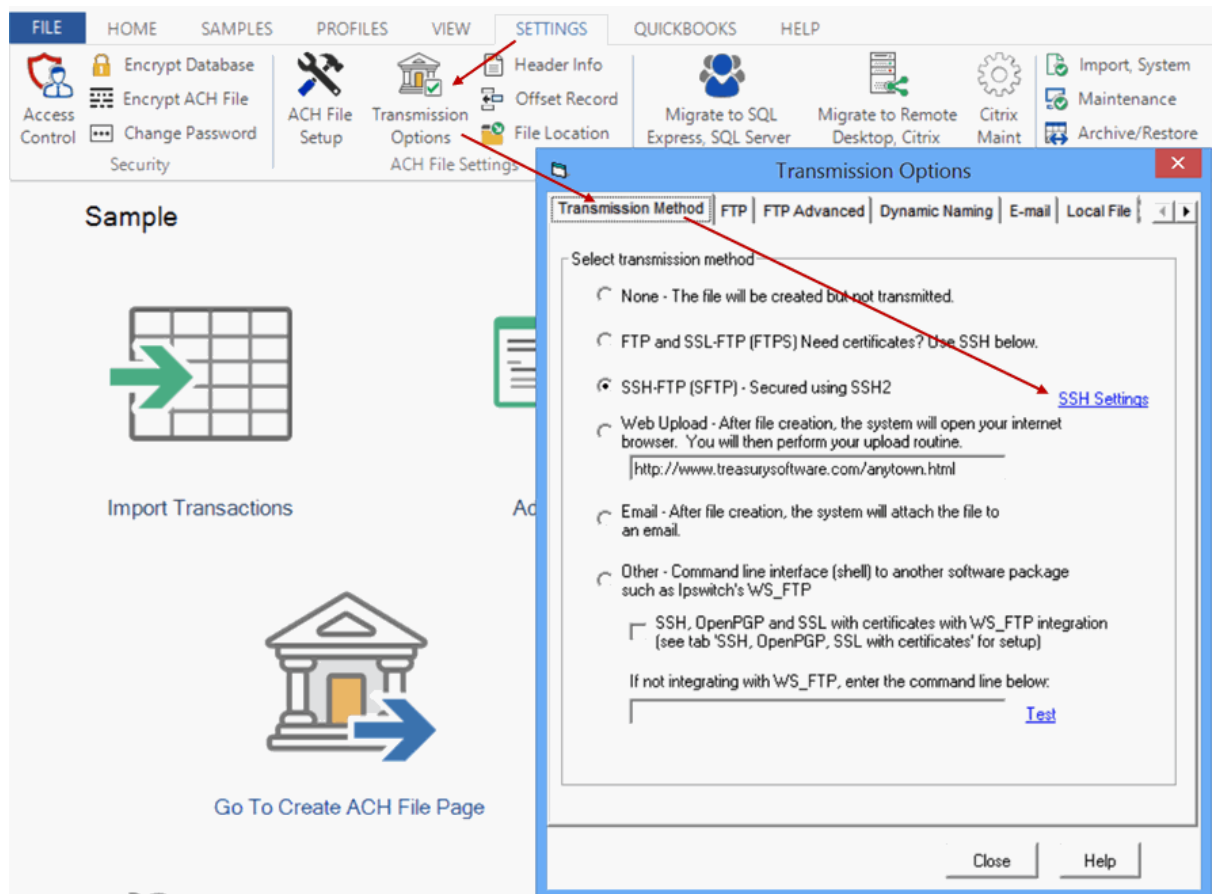 FILE HOME SAMPLES PROFILES VIEW SETTINGS QUICKBOOKS HELP
Access
Control
Encrypt Database
Encrypt ACH File
Change Password
Security
ACH File
Setup
Transmission
Options
Header Info
Offset Record
File Location
ACH File Settings
Migrate to SQL
Express, SQL Server
Migrate to Remote
Desktop, Citrix
Citrix
Maint
Import, System
Maintenance
Archive/Restore
Sample
Import Transactions
Ad
Go To Create ACH File Page
Transmission Options
Transmission Method FTP FTP Advanced Dynamic Naming E-mail Local File
Select transmission method
None - The file will be created but not transmitted.
FTP and SSL-FTP (FTPS) Need certificates? Use SSH below.
SSH-FTP (SFTP) - Secured using SSH2
SSH Settings
Web Upload - After file creation, the system will open your internet
browser. You will then perform your upload routine.
http://www.treasurysoftware.com/anytown.html
Email - After file creation, the system will attach the file to
an email.
Other - Command line interface (shell) to another software package
such as Ipswitch's WS_FTP
SSH, OpenPGP and SSL with certificates with WS_FTP integration
(see tab 'SSH, OpenPGP, SSL with certificates' for setup)
If not integrating with WS_FTP, enter the command line below:
Test
Close Help